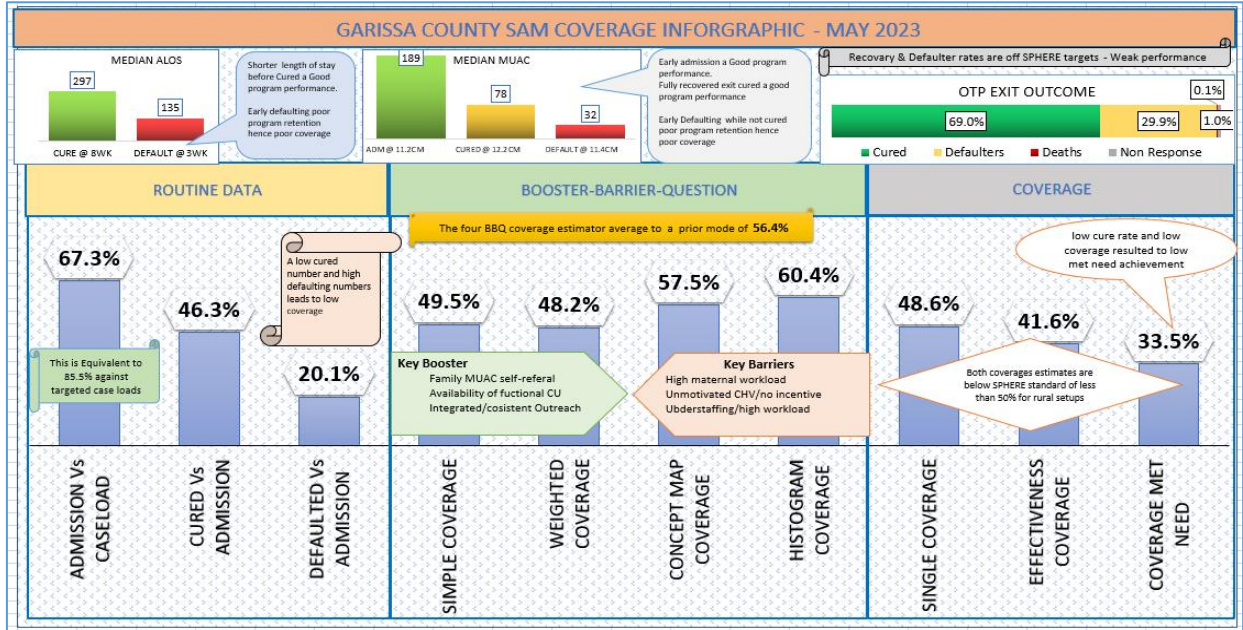 GARISSA COUNTY SAM COVERAGE INFORGRAPHIC - MAY 2023
MEDIAN ALOS
297
135
CURE @ 8WK
DEFAULT @ 3WK
Shorter length of stay
before Cured a Good
program performance.
Early defaulting poor
program retention
hence poor coverage
MEDIAN MUAC
189
78
32
ADM @ 11.2CM
CURED @ 12.2CM
DEFAULT @ 11.4CM
Early admission a Good program
performance.
Fully recovered exit cured a good
program performance
Early Defaulting while not cured
poor program retention hence
poor coverage
Recovery & Defaulter rates are off SPHERE targets - Weak performance
OTP EXIT OUTCOME
0.1%
69.0%
29.9%
1.0%
Cured
Defaulters
Deaths
Non Response
ROUTINE DATA
BOOSTER-BARRIER-QUESTION
COVERAGE
67.3%
46.3%
20.1%
A low cured
number and high
defaulting numbers
leads to low
coverage
This is Equivalent to
85.5% against
targeted case loads
ADMISSION Vs
CASELOAD
CURED Vs
ADMISSION
DEFAULTED Vs
ADMISSION
The four BBQ coverage estimator average to a prior mode of 56.4%
49.5%
48.2%
57.5%
60.4%
Key Booster
Family MUAC self-referal
Availability of fuctional CU
Integrated/cosistent Outreach
Key Barriers
High maternal workload
Unmotivated CHV/no incentive
Ubderstaffing/high workload
SIMPLE COVERAGE
WEIGHTED
COVERAGE
CONCEPT MAP
COVERAGE
HISTOGRAM
COVERAGE
low cure rate and low
coverage resulted to low
met need achievement
48.6%
41.6%
33.5%
Both coverages estimates are
below SPHERE standard of less
than 50% for rural setups
SINGLE COVERAGE
EFFECTIVENESS
COVERAGE
COVERAGE MET
NEED